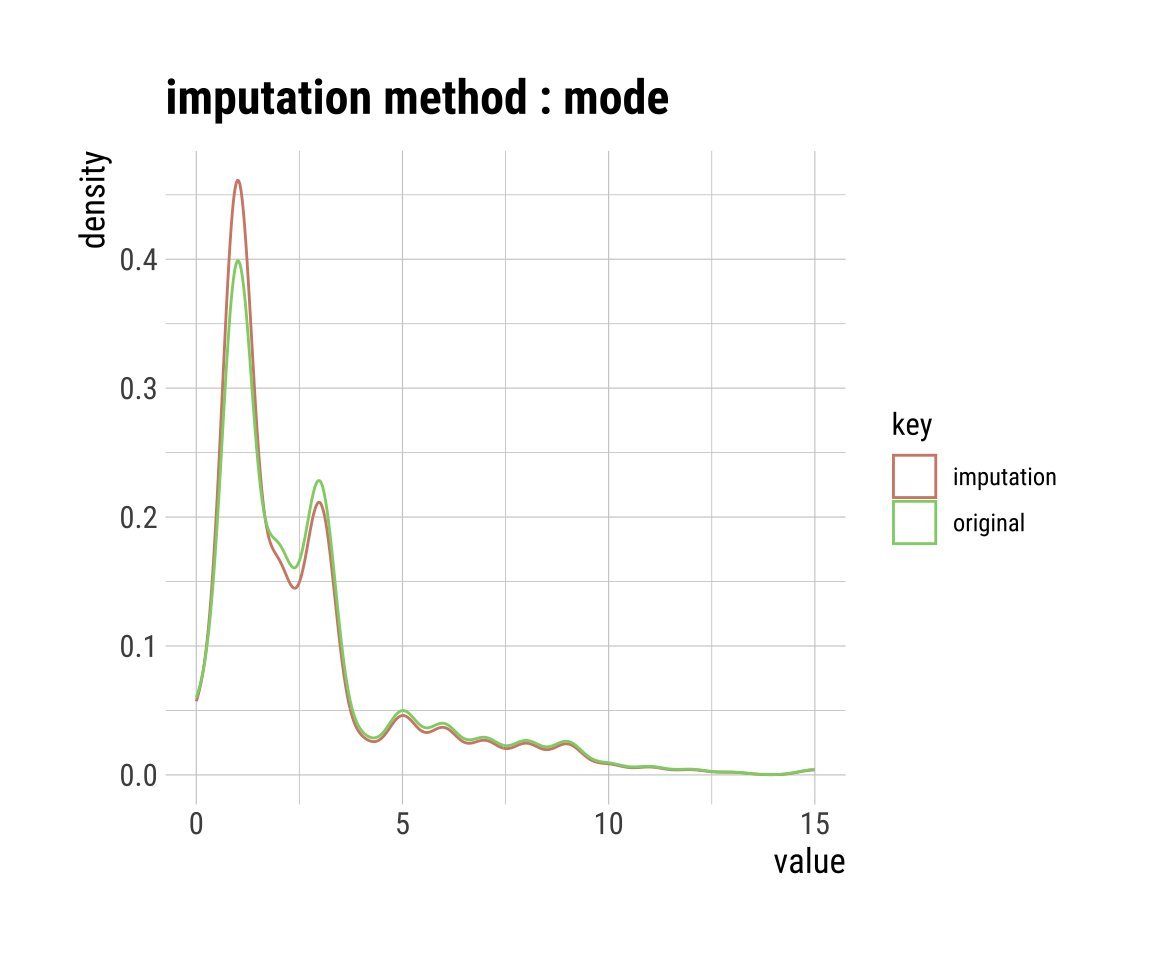 imputation method : mode
density
0.4
0.3
0.2
0.1
0.0
0 5 10 15
value
key
imputation
original